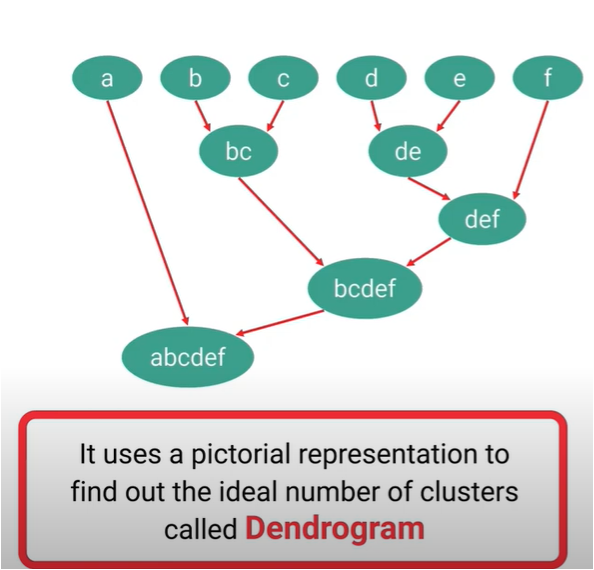 a b c d e f
bc de
def
bcdef
abcdef
It uses a pictorial representation to
find out the ideal number of clusters
called Dendrogram